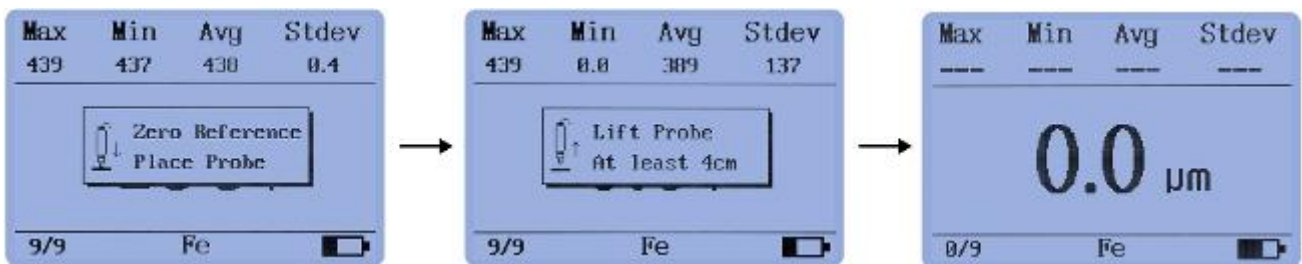 Max Min Avg Stdev
439 437 438 0.4
Zero Reference
Place Probe
9/9 Fe
Max Min Avg Stdev
439 0.0 389 137
Lift Probe
At least 4cm
9/9 Fe
Max Min Avg Stdev
--- --- --- ---
0.0 µm
0/9 Fe